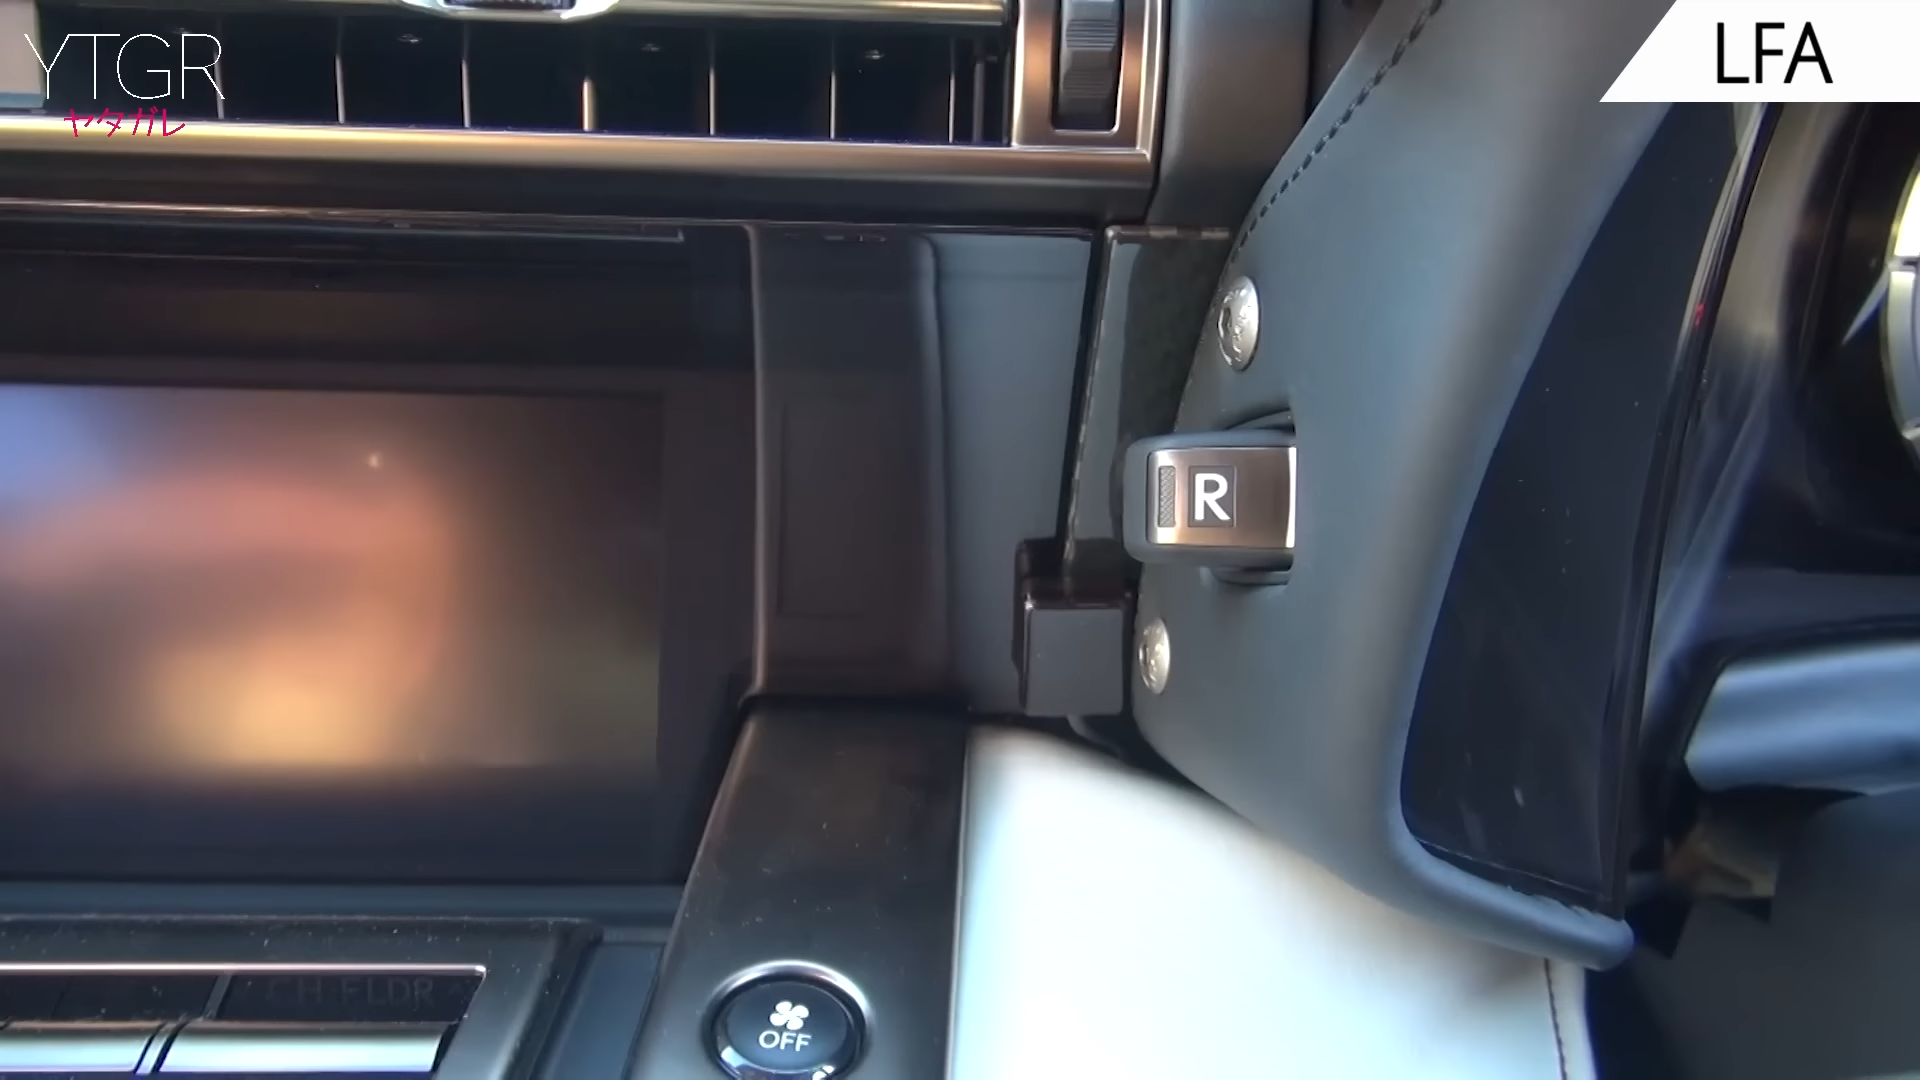 YTGR
ヤタガレ
LFA
R
CH·FLDR
OFF